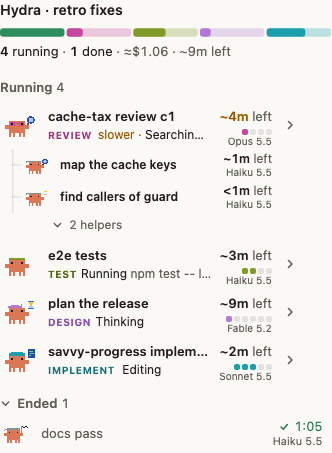 Hydra · retro fixes
4 running · 1 done · ≈$1.06 · ~9m left
Running 4
cache-tax review c1
~4m left
REVIEW slower · Searchin...
Opus 5.5
map the cache keys
~1m left
Haiku 5.5
find callers of guard
<1m left
Haiku 5.5
2 helpers
e2e tests
~3m left
TEST Running npm test -- l...
Haiku 5.5
plan the release
~9m left
DESIGN Thinking
Fable 5.2
savvy-progress implem...
~2m left
IMPLEMENT Editing
Sonnet 5.5
Ended 1
docs pass
✓ 1:05
Haiku 5.5